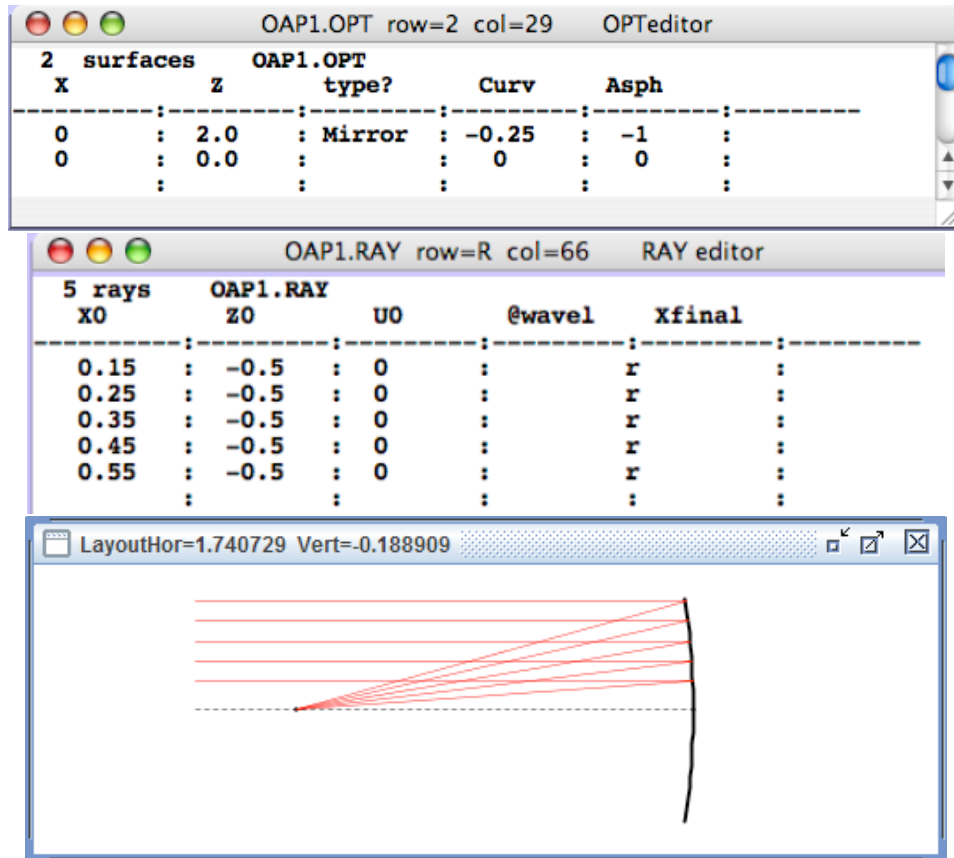 OAP1.OPT row=2 col=29 OPTeditor
2 surfaces OAP1.OPT
X Z type? Curv Asph
----------:---------:---------:---------:---------:---------
0 : 2.0 : Mirror : -0.25 : -1 :
0 : 0.0 : : 0 : 0 :
: : : : :
OAP1.RAY row=R col=66 RAY editor
5 rays OAP1.RAY
X0 Z0 U0 @wavel Xfinal
----------:---------:---------:---------:---------:---------
0.15 : -0.5 : 0 : r :
0.25 : -0.5 : 0 : r :
0.35 : -0.5 : 0 : r :
0.45 : -0.5 : 0 : r :
0.55 : -0.5 : 0 : r :
: : : : :
LayoutHor=1.740729 Vert=-0.188909